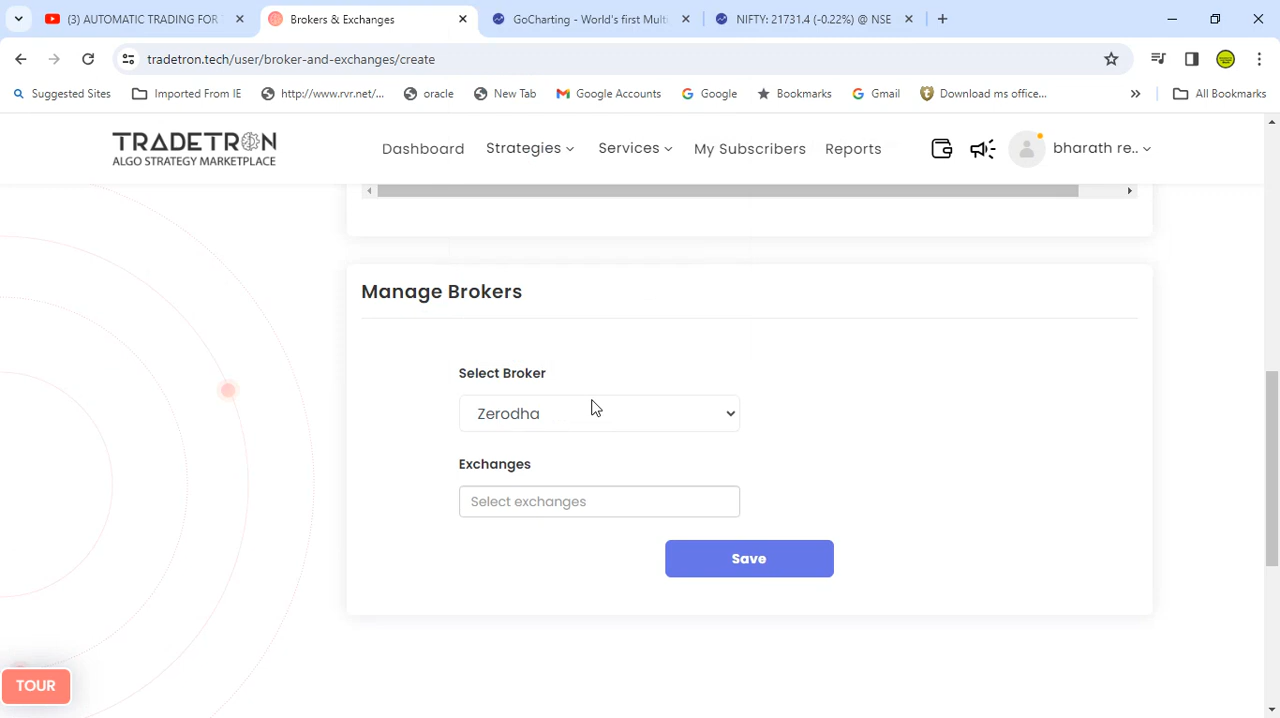 (3) AUTOMATIC TRADING FOR
Brokers & Exchanges
GoCharting - World's first Mult
NIFTY: 21731.4 (-0.22%) @ NSE
tradetron.tech/user/broker-and-exchanges/create
Suggested Sites
Imported From IE
http://www.rvr.net/...
oracle
New Tab
Google Accounts
Google
Bookmarks
Gmail
Download ms office...
All Bookmarks
TRADETRON
ALGO STRATEGY MARKETPLACE
Dashboard
Strategies
Services
My Subscribers
Reports
bharath re..
Manage Brokers
Select Broker
Zerodha
Exchanges
Select exchanges
Save
TOUR